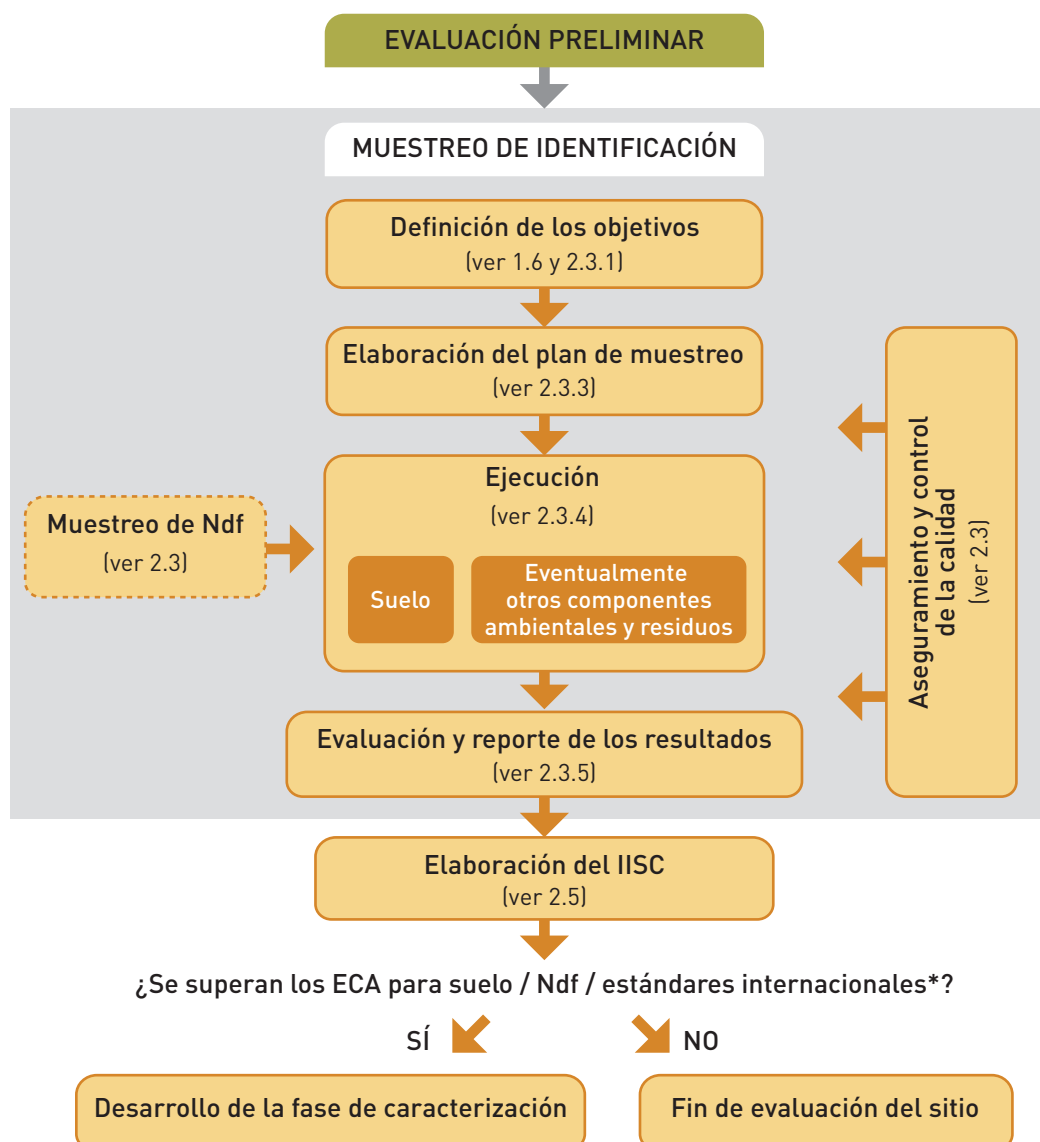 EVALUACIÓN PRELIMINAR
MUESTREO DE IDENTIFICACIÓN
Definición de los objetivos
(ver 1.6 y 2.3.1)
Elaboración del plan de muestreo
(ver 2.3.3)
Ejecución
(ver 2.3.4)
Muestreo de Ndf
(ver 2.3)
Suelo
Eventualmente
otros componentes
ambientales y residuos
Aseguramiento y control
de la calidad
(ver 2.3)
Evaluación y reporte de los resultados
(ver 2.3.5)
Elaboración del IISC
(ver 2.5)
¿Se superan los ECA para suelo / Ndf / estándares internacionales*?
SÍ
NO
Desarrollo de la fase de caracterización
Fin de evaluación del sitio